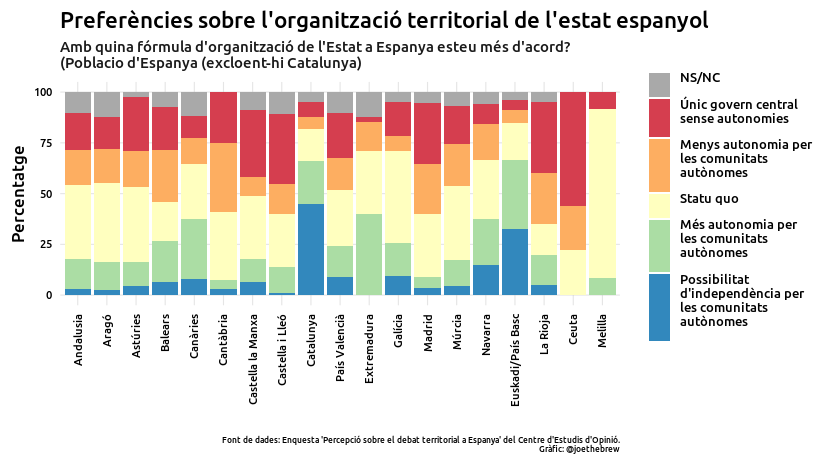 Preferències sobre l'organització territorial de l'estat espanyol
Amb quina fórmula d'organització de l'Estat a Espanya esteu més d'acord?
(Poblacio d'Espanya (excloent-hi Catalunya)
Percentatge
100
75
50
25
0
Andalusia
Aragó
Astúries
Balears
Canàries
Cantàbria
Castella la Manxa
Castella i Lleó
Catalunya
País Valencià
Extremadura
Galícia
Madrid
Múrcia
Navarra
Euskadi/País Basc
La Rioja
Ceuta
Melilla
NS/NC
Únic govern central
sense autonomies
Menys autonomia per
les comunitats
autònomes
Statu quo
Més autonomia per
les comunitats
autònomes
Possibilitat
d'independència per
les comunitats
autònomes
Font de dades: Enquesta 'Percepció sobre el debat territorial a Espanya' del Centre d'Estudis d'Opinió.
Gràfic: @joethebrew